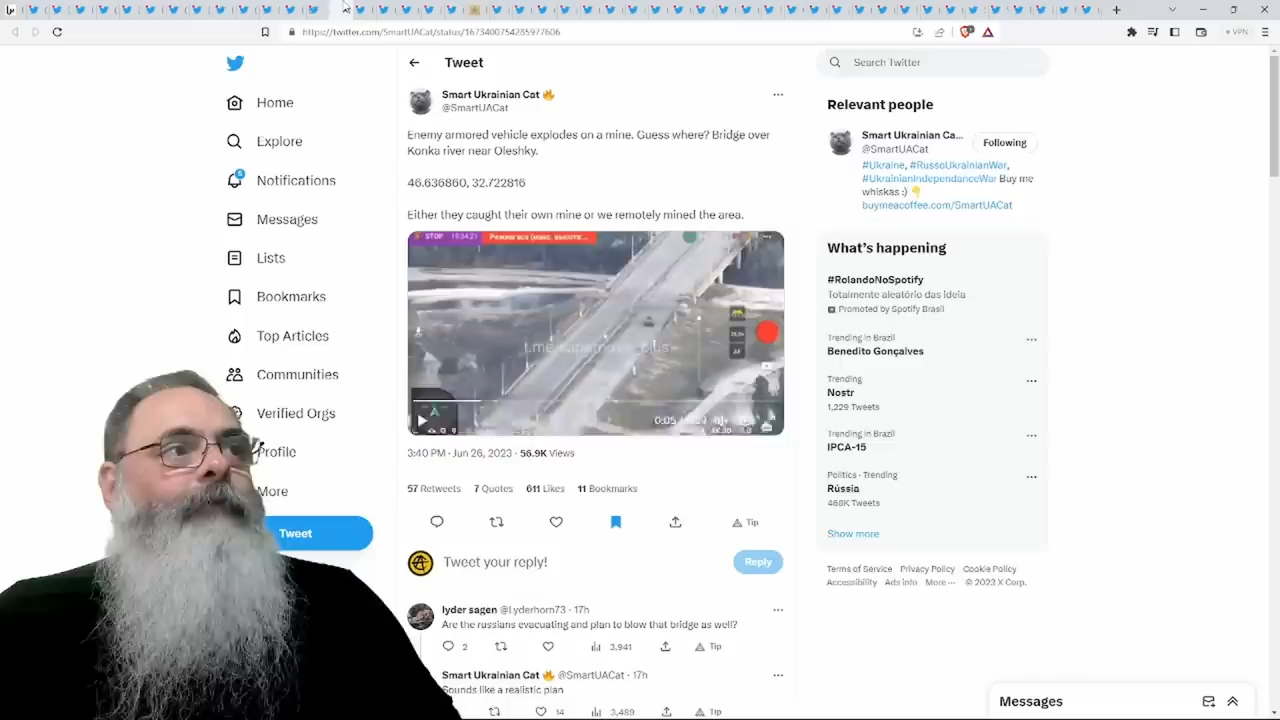 https://twitter.com/SmartUACat/status/1673400754285977606
VPN
Home
Explore
6
Notifications
Messages
Lists
Bookmarks
Top Articles
Communities
Verified Orgs
Profile
More
Tweet
Tweet
Smart Ukrainian Cat
@SmartUACat
Enemy armored vehicle explodes on a mine. Guess where? Bridge over
Konka river near Oleshky.
46.636860, 32.722816
Either they caught their own mine or we remotely mined the area.
STOP 19:34:21
0:05
3:40 PM · Jun 26, 2023 · 56.9K Views
57 Retweets 7 Quotes 611 Likes 11 Bookmarks
Tip
Tweet your reply!
Reply
lyder sagen @Lyderhorn73 · 17h
Are the russians evacuating and plan to blow that bridge as well?
2 3,941 Tip
Smart Ukrainian Cat @SmartUACat · 17h
Sounds like a realistic plan
14 3,489 Tip
Search Twitter
Relevant people
Smart Ukrainian Ca...
@SmartUACat
Following
#Ukraine, #RussoUkrainianWar,
#UkrainianIndependanceWar Buy me
whiskas :)
buymeacoffee.com/SmartUACat
What's happening
#RolandoNoSpotify
Totalmente aleatório das ideia
Promoted by Spotify Brasil
Trending in Brazil
Benedito Gonçalves
Trending
Nostr
1,229 Tweets
Trending in Brazil
IPCA-15
Politics · Trending
Rússia
468K Tweets
Show more
Terms of Service Privacy Policy Cookie Policy
Accessibility Ads info More ··· © 2023 X Corp.
Messages